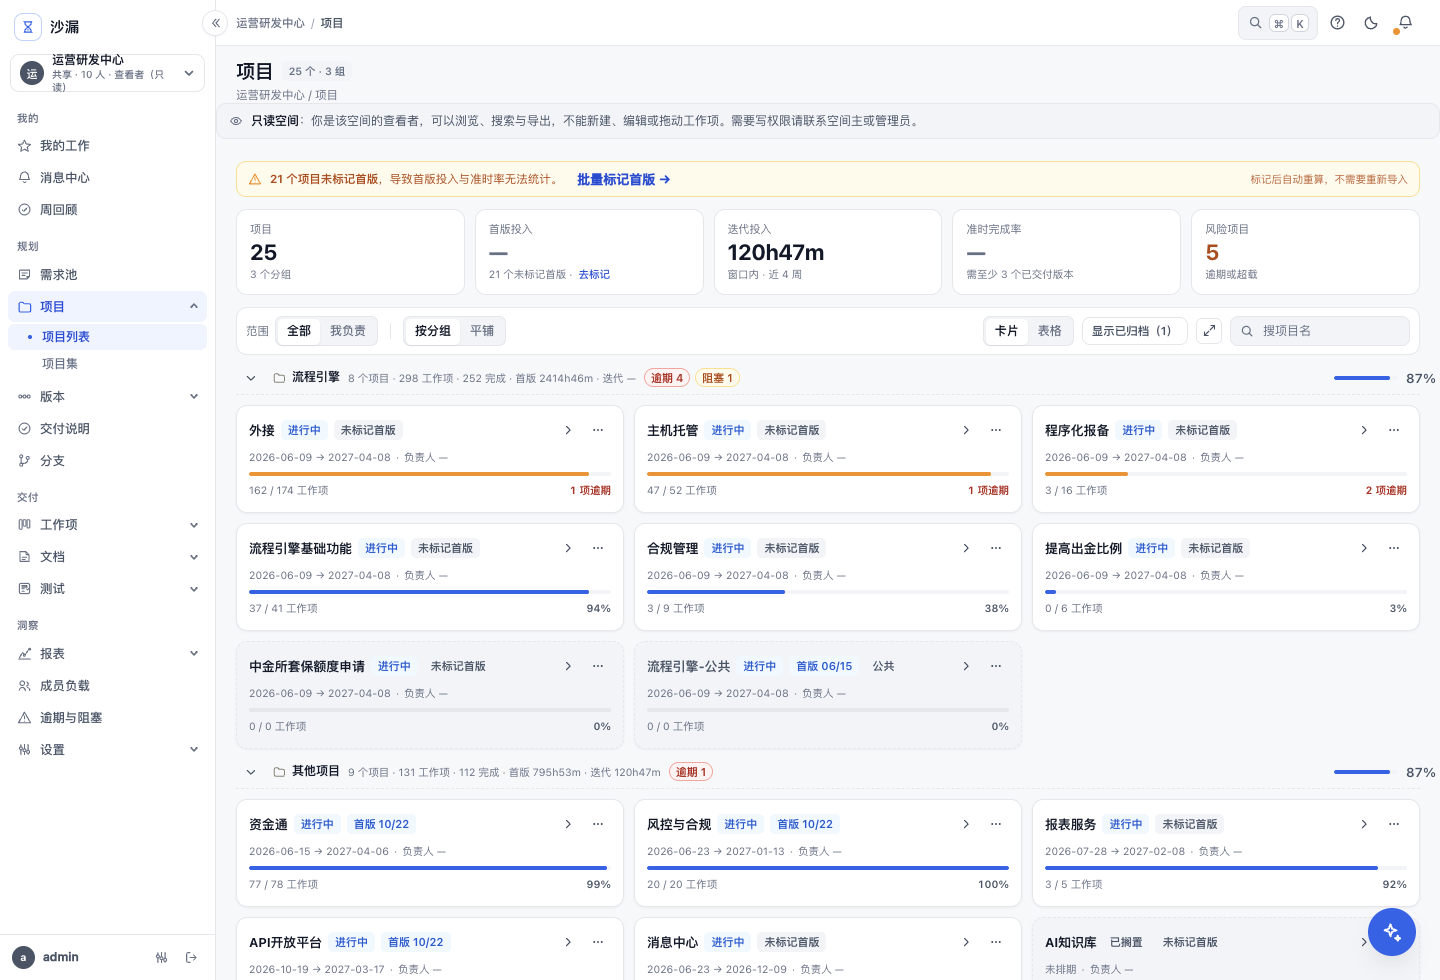 沙漏
运营研发中心
共享 · 10 人 · 查看者（只读）
我的
我的工作
消息中心
周回顾
规划
需求池
项目
项目列表
项目集
版本
交付说明
分支
交付
工作项
文档
测试
洞察
报表
成员负载
逾期与阻塞
设置
a admin
运营研发中心 / 项目
⌘ K
项目 25 个 · 3 组
运营研发中心 / 项目
只读空间：你是该空间的查看者，可以浏览、搜索与导出，不能新建、编辑或拖动工作项。需要写权限请联系空间主或管理员。
21 个项目未标记首版，导致首版投入与准时率无法统计。 批量标记首版 → 标记后自动重算，不需要重新导入
项目
25
3 个分组
首版投入
—
21 个未标记首版 · 去标记
迭代投入
120h47m
窗口内 · 近 4 周
准时完成率
—
需至少 3 个已交付版本
风险项目
5
逾期或超载
范围 全部 我负责 按分组 平铺 卡片 表格 显示已归档（1） 搜项目名
流程引擎 8 个项目 · 298 工作项 · 252 完成 · 首版 2414h46m · 迭代 — 逾期 4 阻塞 1 87%
外接 进行中 未标记首版
2026-06-09 → 2027-04-08 · 负责人 —
162 / 174 工作项 1 项逾期
主机托管 进行中 未标记首版
2026-06-09 → 2027-04-08 · 负责人 —
47 / 52 工作项 1 项逾期
程序化报备 进行中 未标记首版
2026-06-09 → 2027-04-08 · 负责人 —
3 / 16 工作项 2 项逾期
流程引擎基础功能 进行中 未标记首版
2026-06-09 → 2027-04-08 · 负责人 —
37 / 41 工作项 94%
合规管理 进行中 未标记首版
2026-06-09 → 2027-04-08 · 负责人 —
3 / 9 工作项 38%
提高出金比例 进行中 未标记首版
2026-06-09 → 2027-04-08 · 负责人 —
0 / 6 工作项 3%
中金所套保额度申请 进行中 未标记首版
2026-06-09 → 2027-04-08 · 负责人 —
0 / 0 工作项 0%
流程引擎-公共 进行中 首版 06/15 公共
2026-06-09 → 2027-04-08 · 负责人 —
0 / 0 工作项 0%
其他项目 9 个项目 · 131 工作项 · 112 完成 · 首版 795h53m · 迭代 120h47m 逾期 1 87%
资金通 进行中 首版 10/22
2026-06-15 → 2027-04-06 · 负责人 —
77 / 78 工作项 99%
风控与合规 进行中 首版 10/22
2026-06-23 → 2027-01-13 · 负责人 —
20 / 20 工作项 100%
报表服务 进行中 未标记首版
2026-07-28 → 2027-02-08 · 负责人 —
3 / 5 工作项 92%
API开放平台 进行中 首版 10/22
2026-10-19 → 2027-03-17 · 负责人 —
消息中心 进行中 未标记首版
2026-06-23 → 2026-12-09 · 负责人 —
AI知识库 已搁置 未标记首版
未排期 · 负责人 —